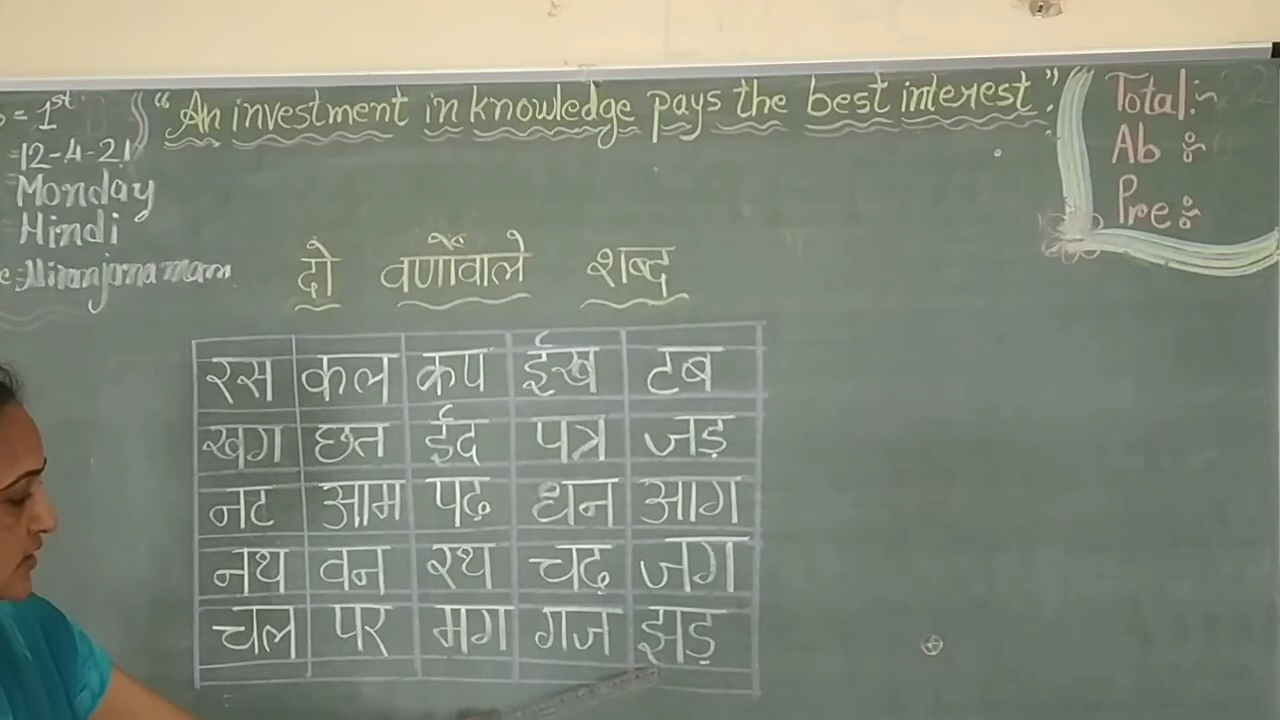 = 1st
=12-4-21
Monday
Hindi
"An investment in knowledge pays the best interest."
Total:
Ab :
Pre :
दो वर्णोंवाले शब्द
रस कल कप ईख टब
खग छत ईद पत्र जड़
नट आम पढ़ धन आग
नथ वन रथ चढ़ जग
चल पर मग गज झड़